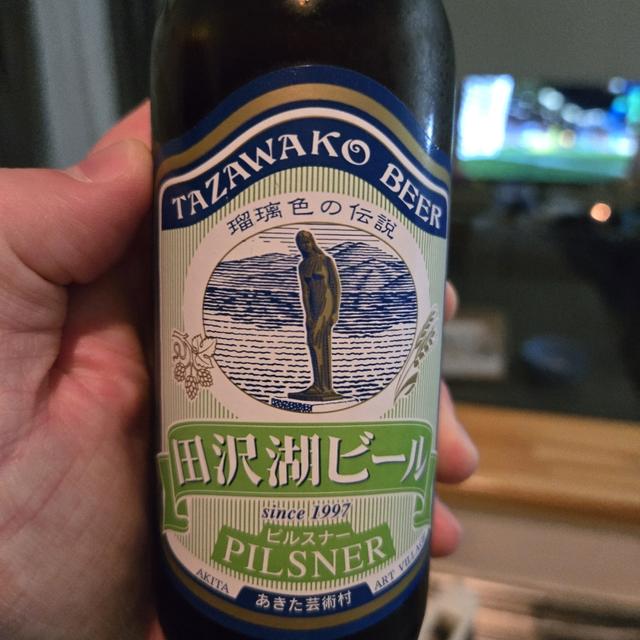 TAZAWAKO BEER
瑠璃色の伝説
田沢湖ビール
since 1997
ピルスナー
PILSNER
AKITA ART VILLAGE
あきた芸術村